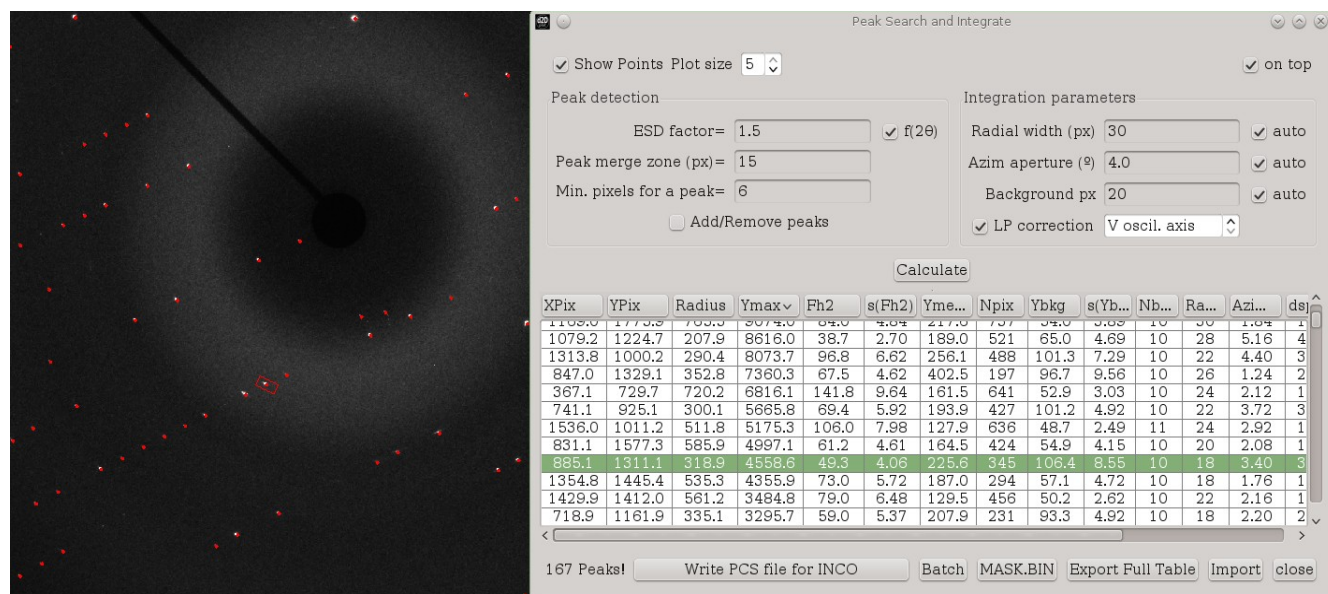 d2D Peak Search and Integrate
Show Points Plot size 5 on top
Peak detection Integration parameters
ESD factor= 1.5 f(2θ) Radial width (px) 30 auto
Peak merge zone (px)= 15 Azim aperture (º) 4.0 auto
Min. pixels for a peak= 6 Background px 20 auto
Add/Remove peaks LP correction V oscil. axis
Calculate
XPix YPix Radius Ymax Fh2 s(Fh2) Yme... Npix Ybkg s(Yb... Nb... Ra... Azi... dsp
1079.2 1224.7 207.9 8616.0 38.7 2.70 189.0 521 65.0 4.69 10 28 5.16 4
1313.8 1000.2 290.4 8073.7 96.8 6.62 256.1 488 101.3 7.29 10 22 4.40 3
847.0 1329.1 352.8 7360.3 67.5 4.62 402.5 197 96.7 9.56 10 26 1.24 2
367.1 729.7 720.2 6816.1 141.8 9.64 161.5 641 52.9 3.03 10 24 2.12 1
741.1 925.1 300.1 5665.8 69.4 5.92 193.9 427 101.2 4.92 10 22 3.72 3
1536.0 1011.2 511.8 5175.3 106.0 7.98 127.9 636 48.7 2.49 11 24 2.92 1
831.1 1577.3 585.9 4997.1 61.2 4.61 164.5 424 54.9 4.15 10 20 2.08 1
885.1 1311.1 318.9 4558.6 49.3 4.06 225.6 345 106.4 8.55 10 18 3.40 3
1354.8 1445.4 535.3 4355.9 73.0 5.72 187.0 294 57.1 4.72 10 18 1.76 1
1429.9 1412.0 561.2 3484.8 79.0 6.48 129.5 456 50.2 2.62 10 22 2.16 1
718.9 1161.9 335.1 3295.7 59.0 5.37 207.9 231 93.3 4.92 10 18 2.20 2
167 Peaks! Write PCS file for INCO Batch MASK.BIN Export Full Table Import close